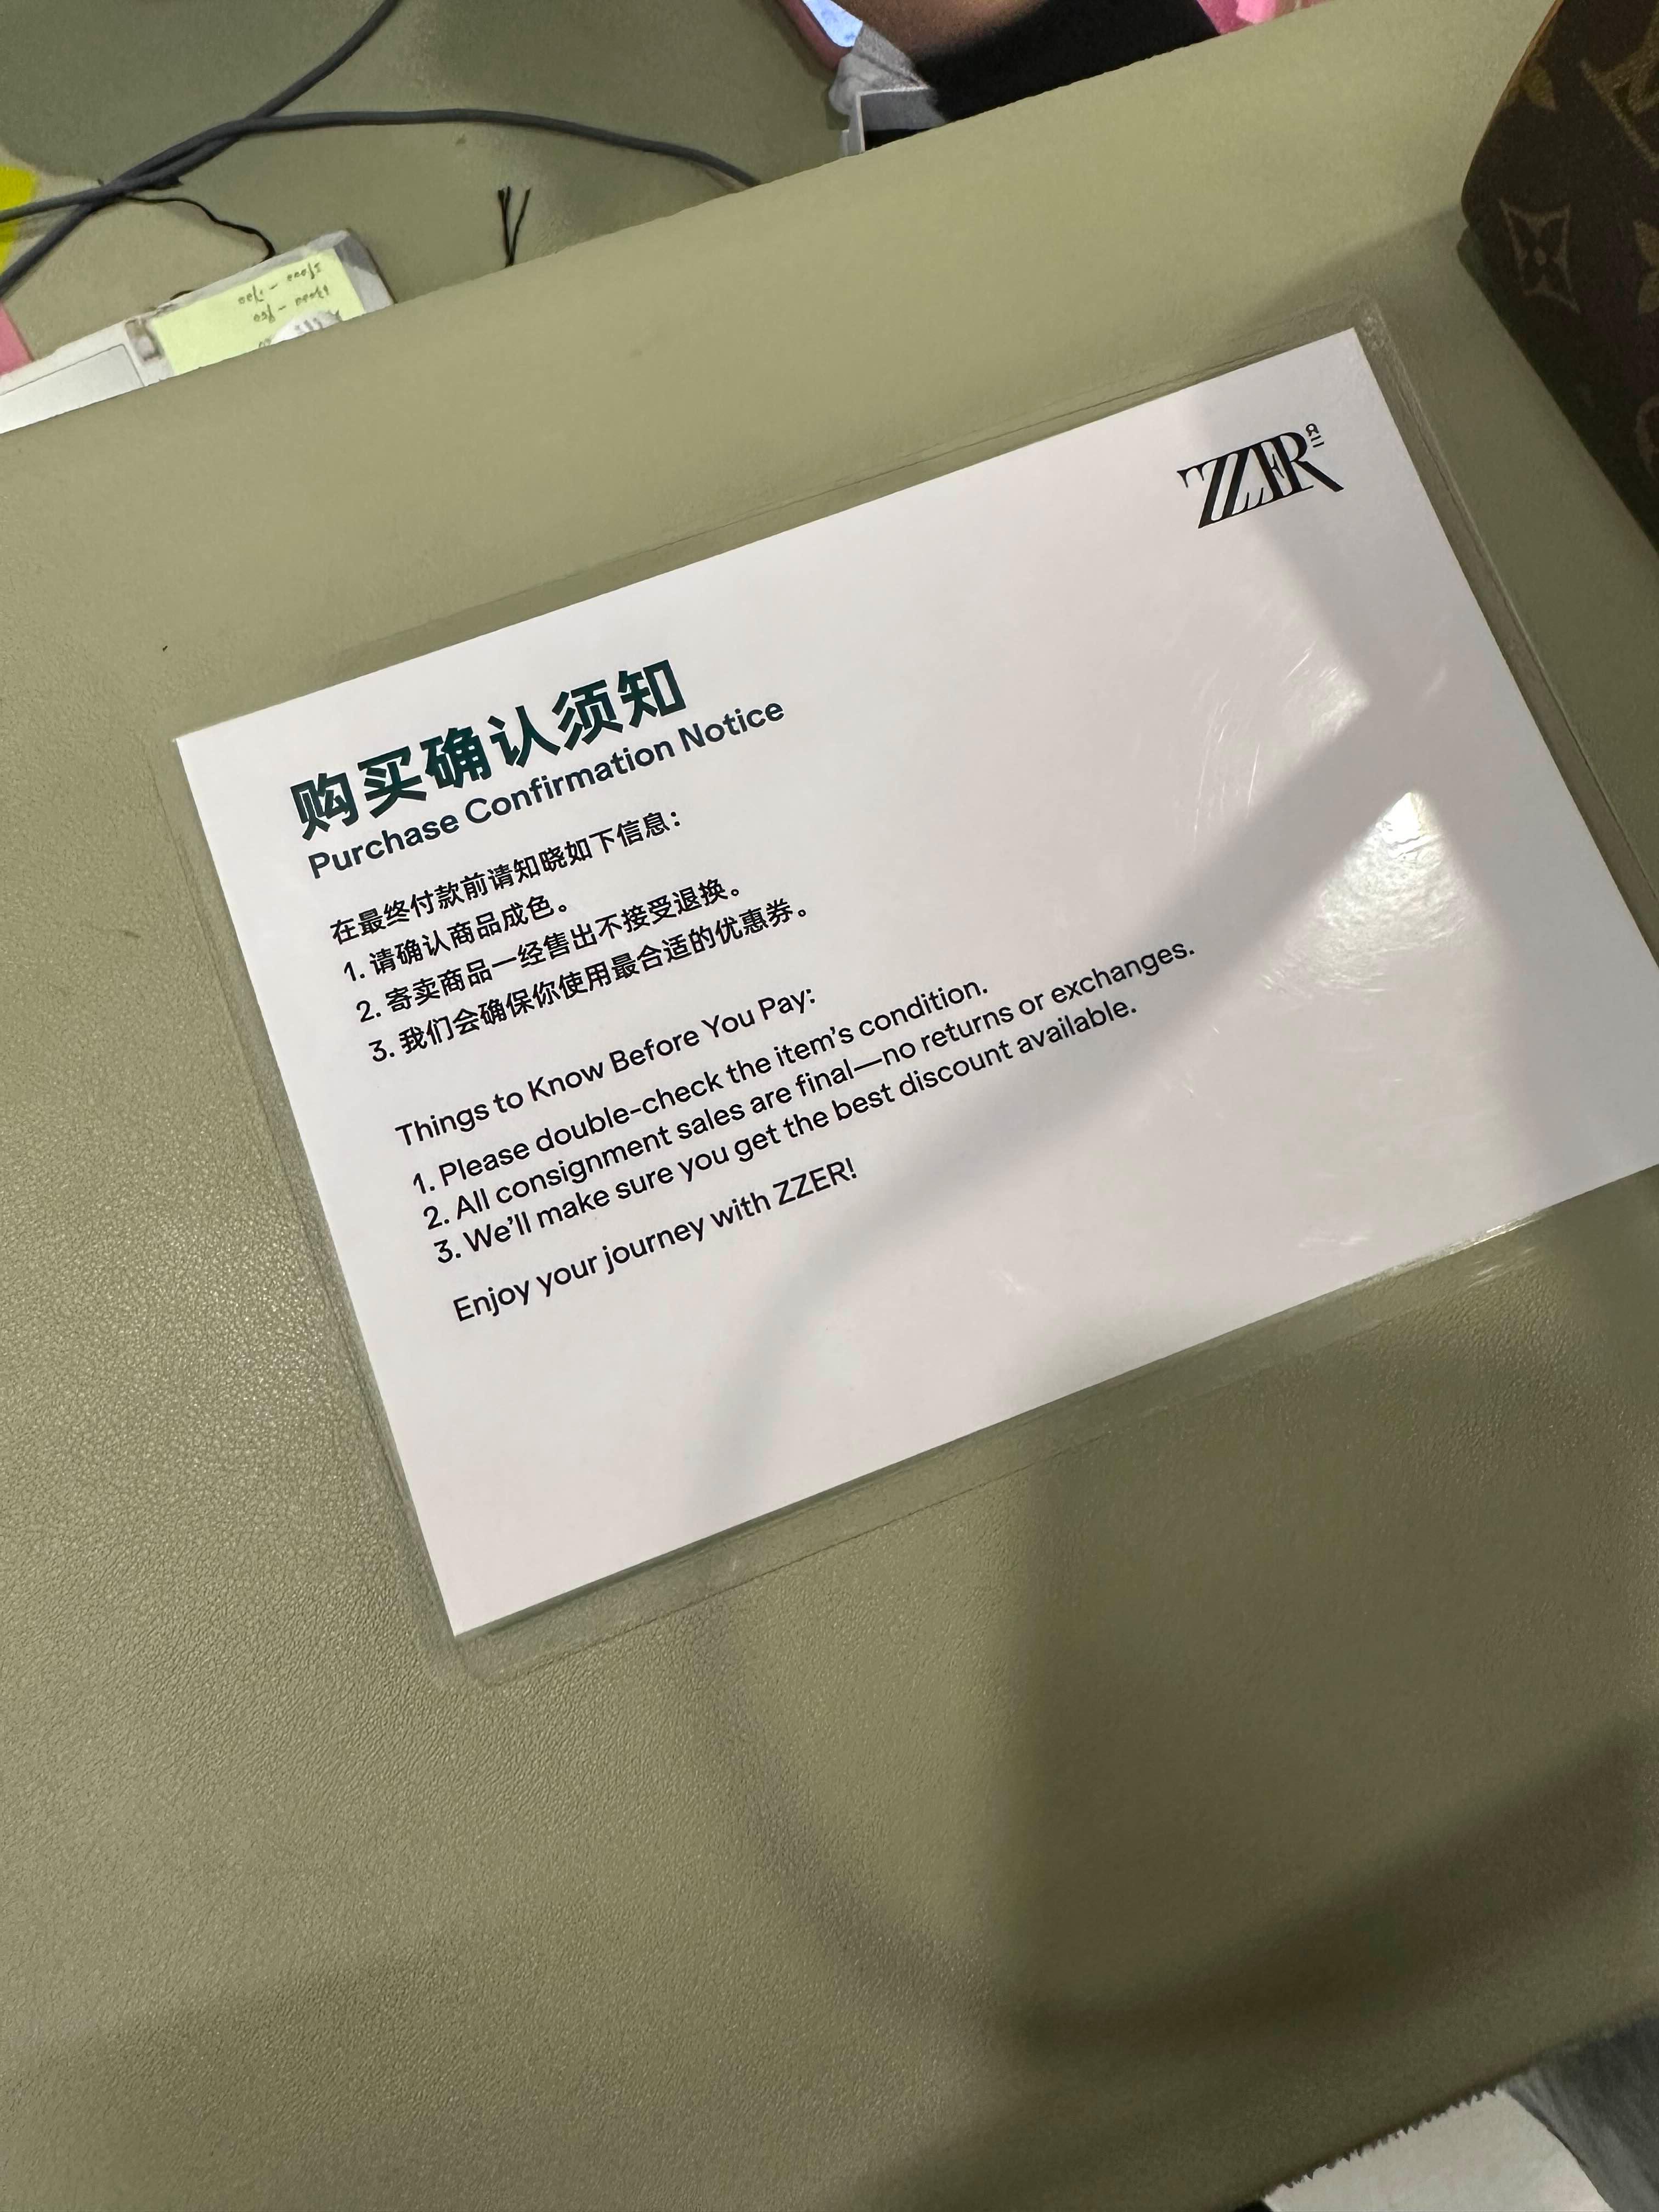 ZZER
购买确认须知
Purchase Confirmation Notice
在最终付款前请知晓如下信息：
1. 请确认商品成色。
2. 寄卖商品一经售出不接受退换。
3. 我们会确保你使用最合适的优惠券。
Things to Know Before You Pay:
1. Please double-check the item's condition.
2. All consignment sales are final—no returns or exchanges.
3. We'll make sure you get the best discount available.
Enjoy your journey with ZZER!